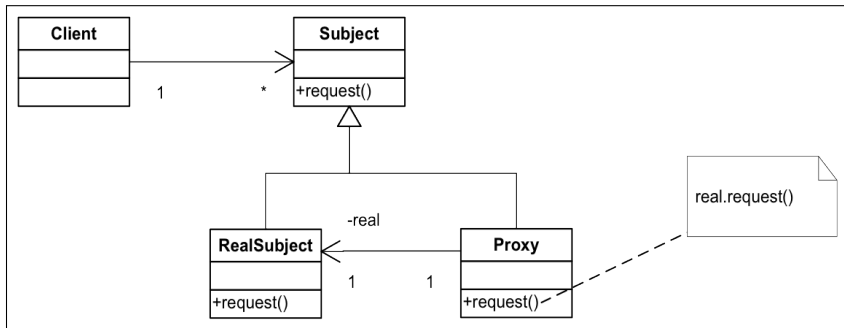 Client
Subject
+request()
1
*
real.request()
-real
RealSubject
Proxy
1
1
+request()
+request()